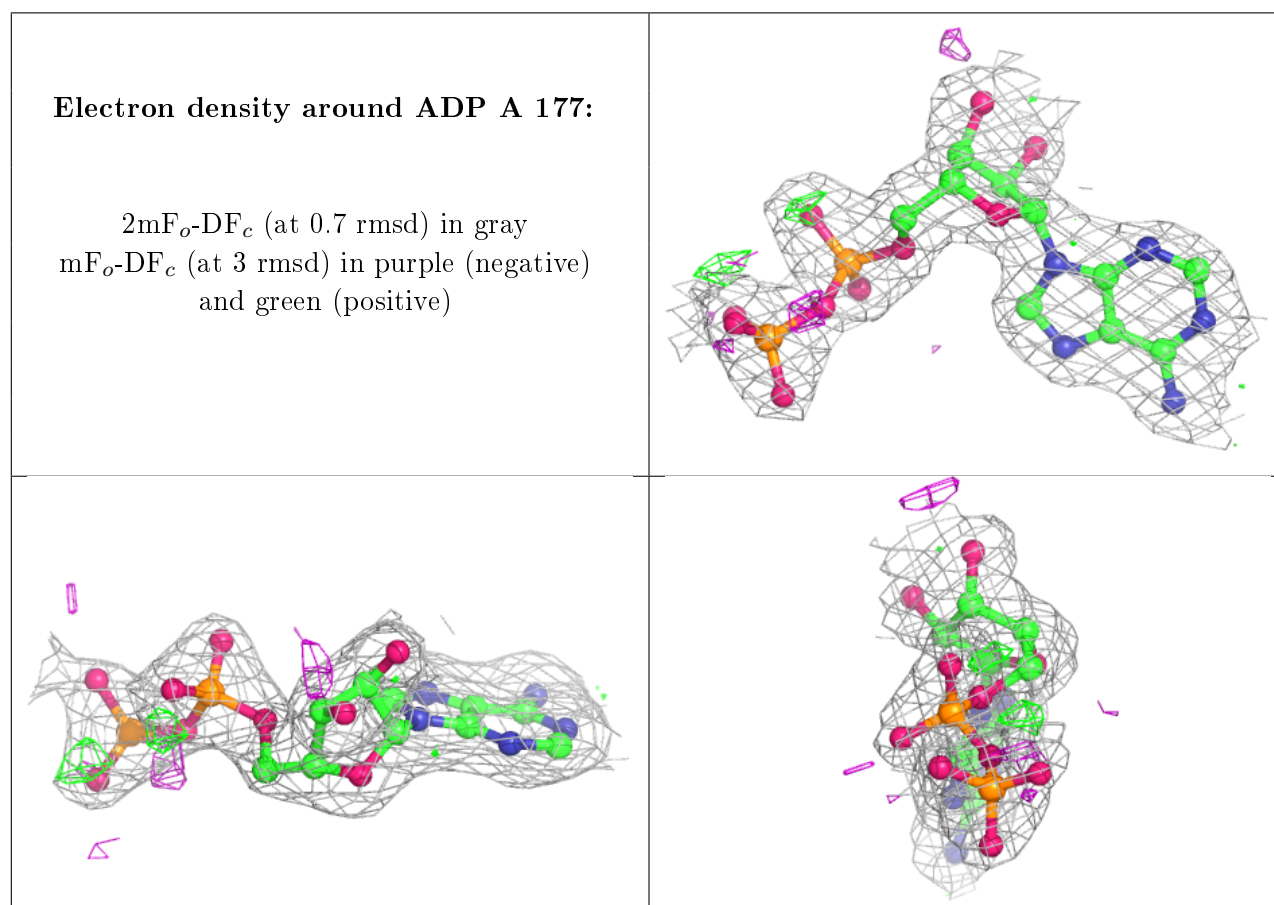 Electron density around ADP A 177:
2mFo-DFc (at 0.7 rmsd) in gray
mFo-DFc (at 3 rmsd) in purple (negative)
and green (positive)